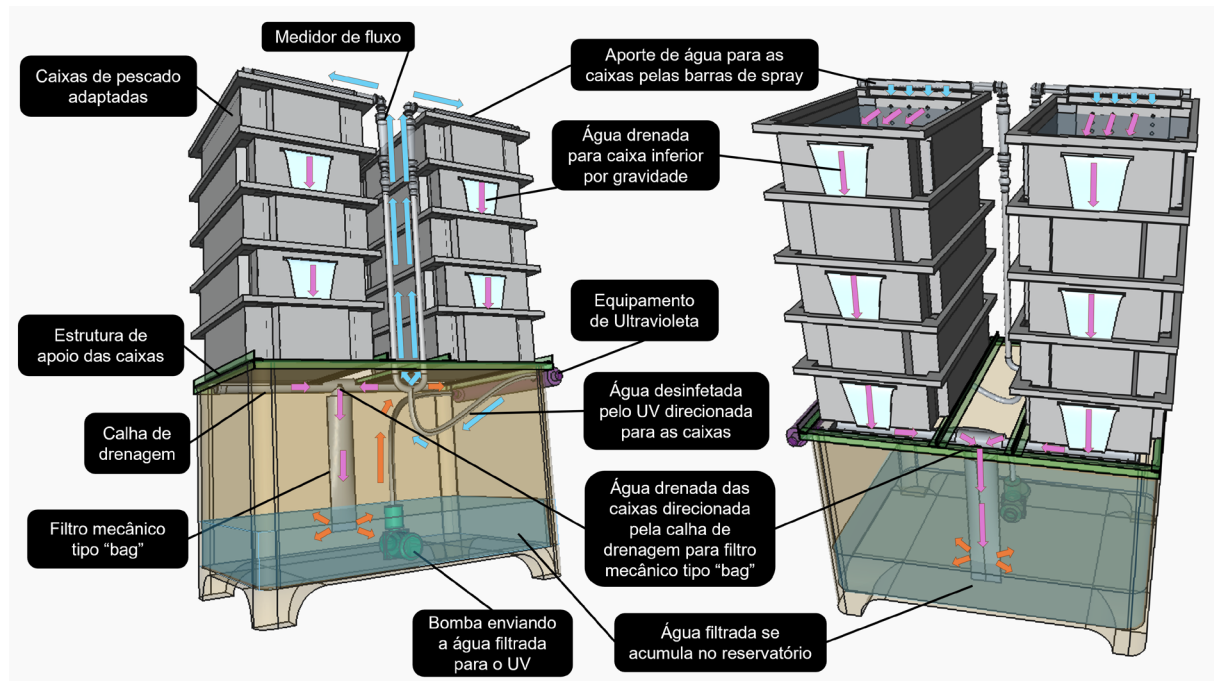 Medidor de fluxo
Caixas de pescado
adaptadas
Aporte de água para as
caixas pelas barras de spray
Água drenada
para caixa inferior
por gravidade
Equipamento
de Ultravioleta
Estrutura de
apoio das caixas
Água desinfetada
pelo UV direcionada
para as caixas
Calha de
drenagem
Água drenada das
caixas direcionada
pela calha de
drenagem para filtro
mecânico tipo “bag”
Filtro mecânico
tipo “bag”
Bomba enviando
a água filtrada
para o UV
Água filtrada se
acumula no reservatório